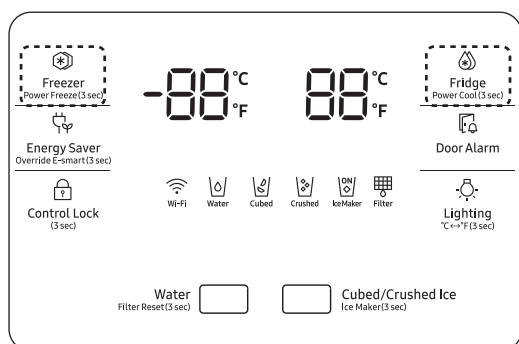 Freezer
Power Freeze(3 sec)
Energy Saver
Override E-smart(3 sec)
Control Lock
(3 sec)
-88 °C
°F
88 °C
°F
Wi-Fi
Water
Cubed
Crushed
ON
Ice Maker
Filter
Fridge
Power Cool(3 sec)
Door Alarm
Lighting
°C↔°F(3 sec)
Water
Filter Reset(3 sec)
Cubed/Crushed Ice
Ice Maker(3 sec)